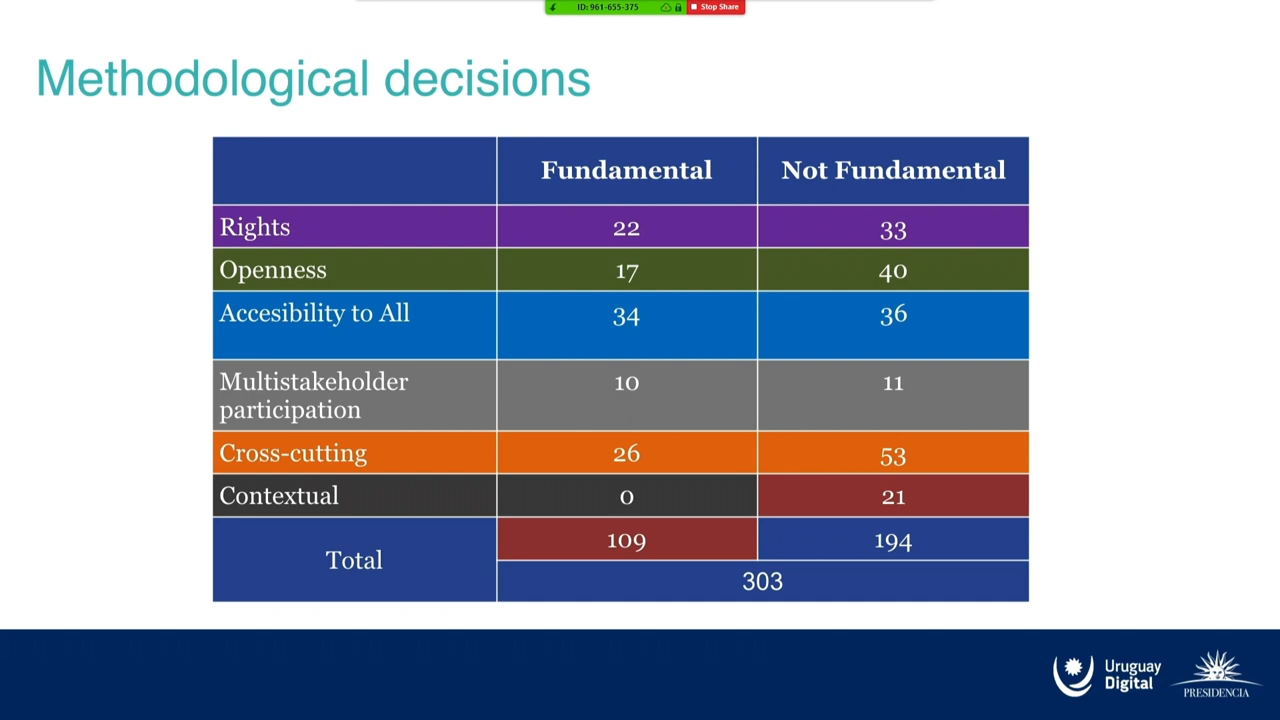 ID: 961-655-375 Stop Share
Methodological decisions
Fundamental Not Fundamental
Rights 22 33
Openness 17 40
Accesibility to All 34 36
Multistakeholder participation 10 11
Cross-cutting 26 53
Contextual 0 21
Total 109 194
303
Uruguay
Digital
PRESIDENCIA